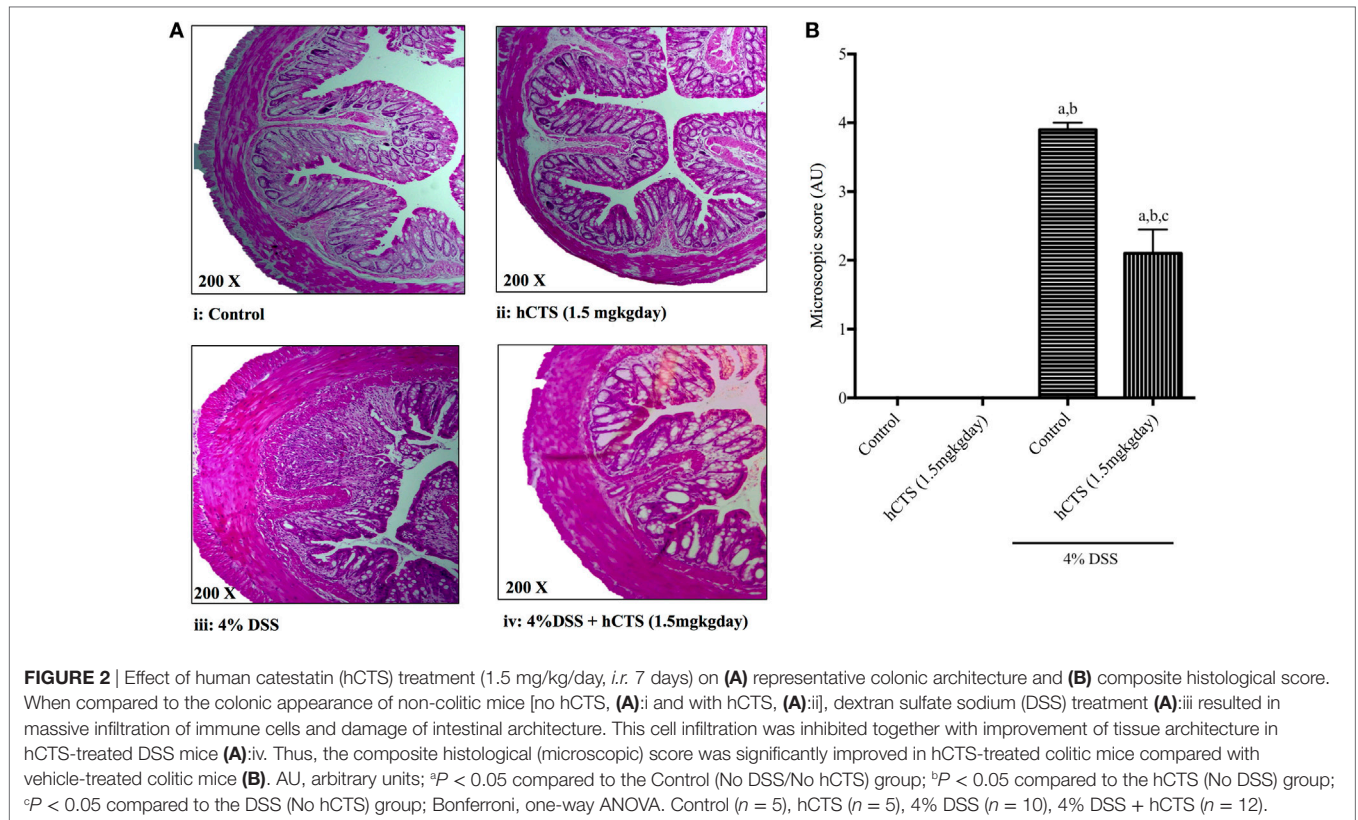 A
200 X
i: Control
200 X
ii: hCTS (1.5 mgkgday)
200 X
iii: 4% DSS
200 X
iv: 4%DSS + hCTS (1.5mgkgday)
B
Microscopic score (AU)
5
4
3
2
1
0
a,b
a,b,c
Control
hCTS (1.5mgkgday)
Control
hCTS (1.5mgkgday)
4% DSS
FIGURE 2 | Effect of human catestatin (hCTS) treatment (1.5 mg/kg/day, i.r. 7 days) on (A) representative colonic architecture and (B) composite histological score.
When compared to the colonic appearance of non-colitic mice [no hCTS, (A):i and with hCTS, (A):ii], dextran sulfate sodium (DSS) treatment (A):iii resulted in
massive infiltration of immune cells and damage of intestinal architecture. This cell infiltration was inhibited together with improvement of tissue architecture in
hCTS-treated DSS mice (A):iv. Thus, the composite histological (microscopic) score was significantly improved in hCTS-treated colitic mice compared with
vehicle-treated colitic mice (B). AU, arbitrary units; ᵃP < 0.05 compared to the Control (No DSS/No hCTS) group; ᵇP < 0.05 compared to the hCTS (No DSS) group;
ᶜP < 0.05 compared to the DSS (No hCTS) group; Bonferroni, one-way ANOVA. Control (n = 5), hCTS (n = 5), 4% DSS (n = 10), 4% DSS + hCTS (n = 12).